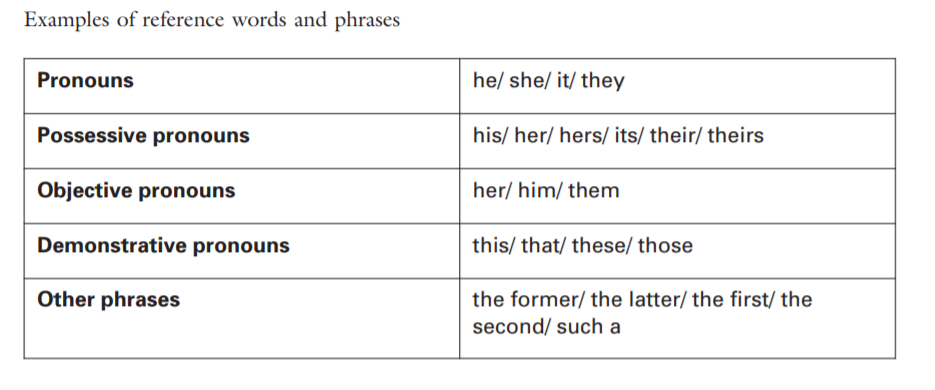 Examples of reference words and phrases
Pronouns
he/ she/ it/ they
Possessive pronouns
his/ her/ hers/ its/ their/ theirs
Objective pronouns
her/ him/ them
Demonstrative pronouns
this/ that/ these/ those
Other phrases
the former/ the latter/ the first/ the
second/ such a